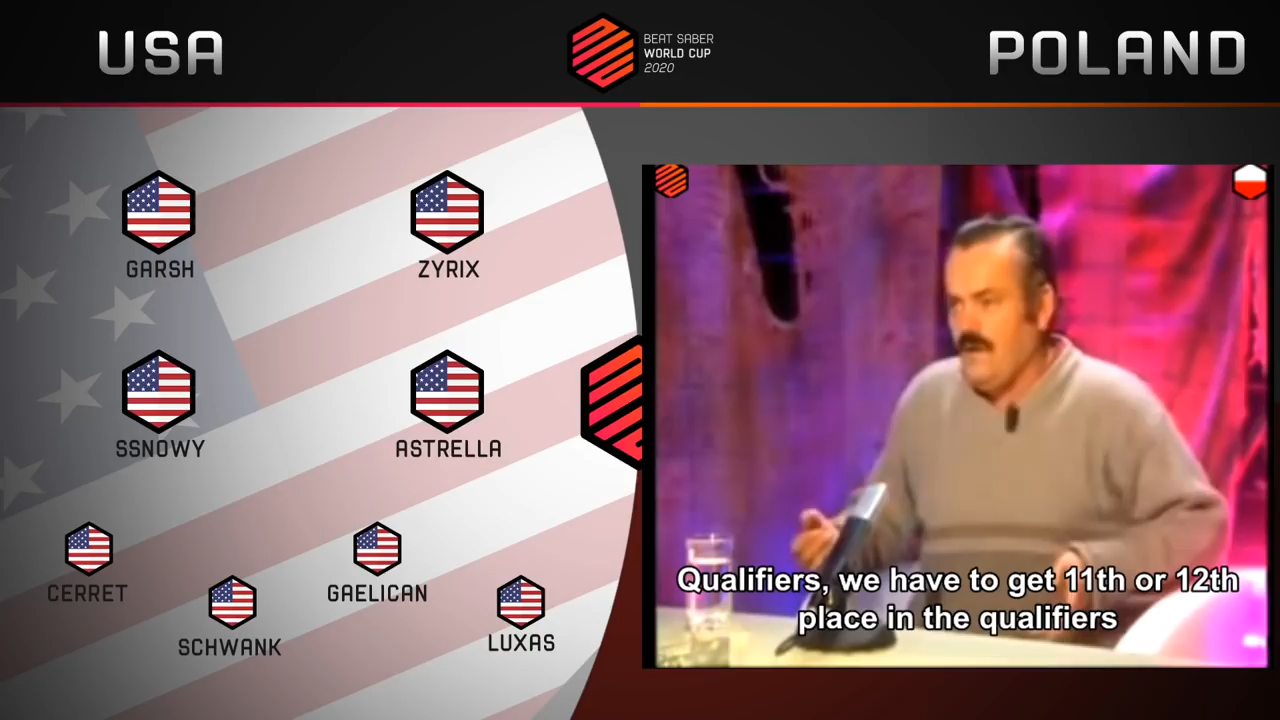 USA
BEAT SABER
WORLD CUP
2020
POLAND
GARSH
ZYRIX
SSNOWY
ASTRELLA
CERRET
SCHWANK
GAELICAN
LUXAS
Qualifiers, we have to get 11th or 12th
place in the qualifiers